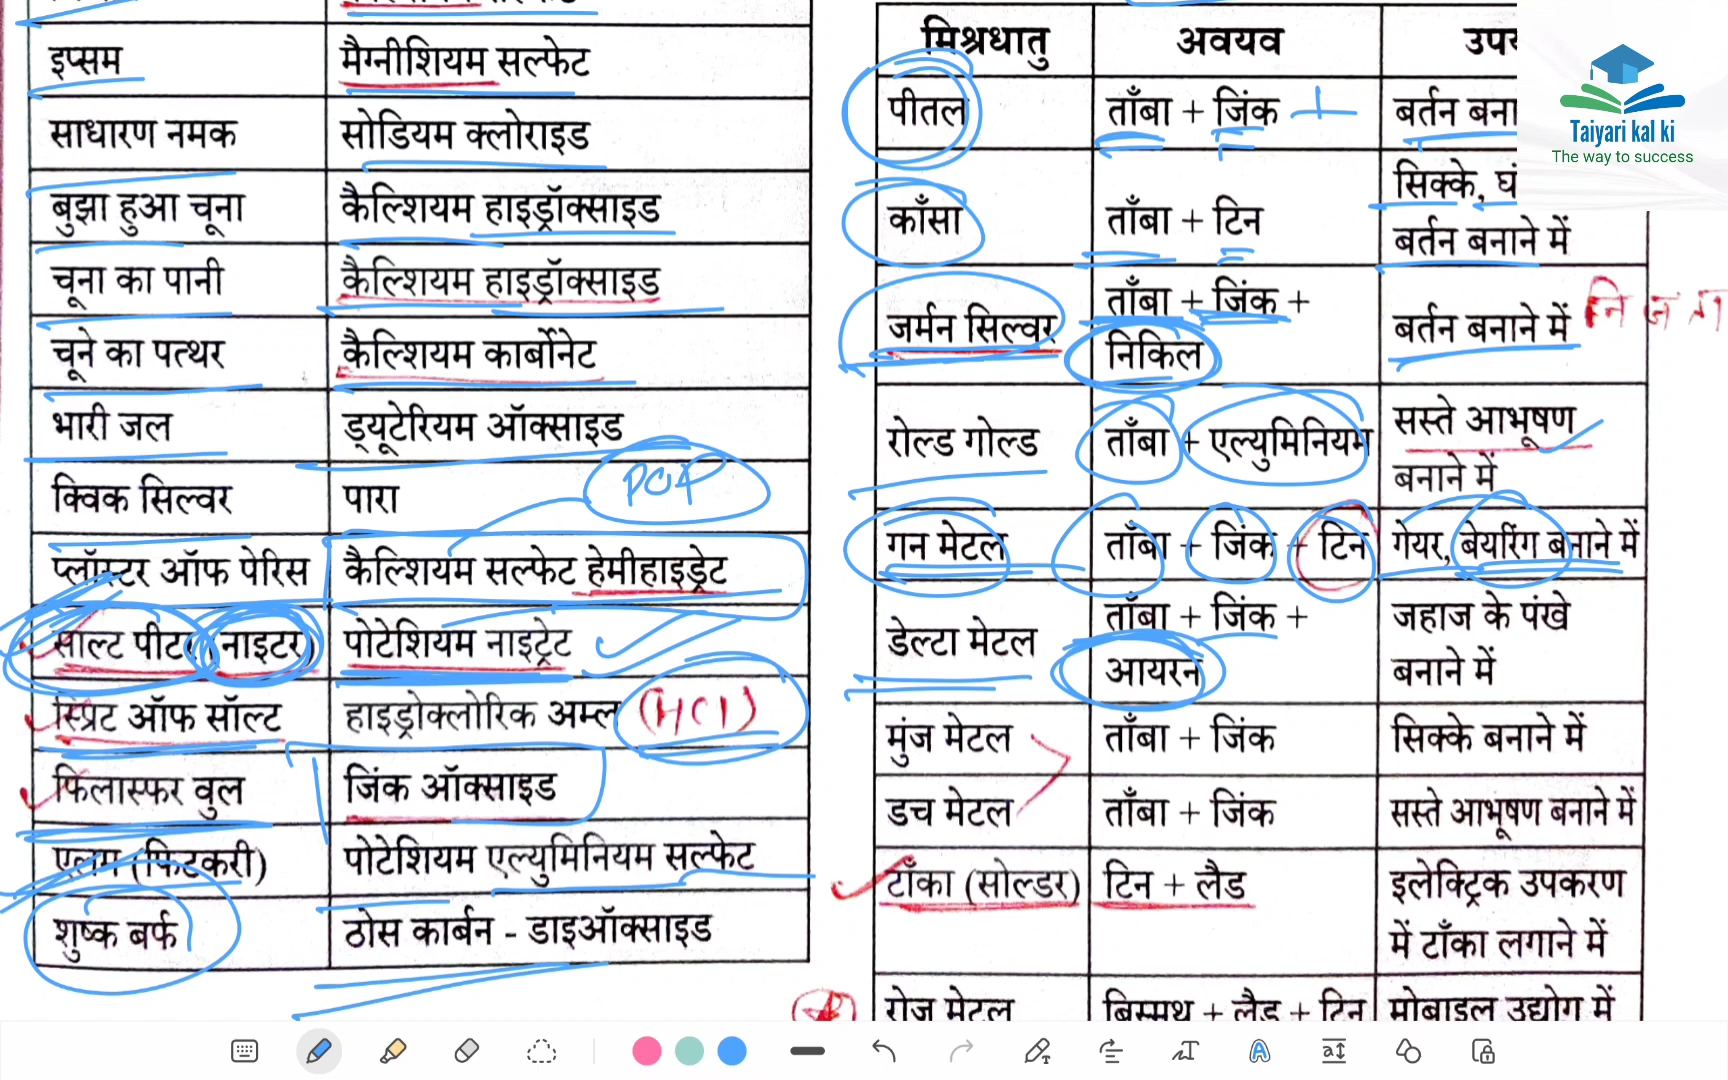 इप्सम मैग्नीशियम सल्फेट
साधारण नमक सोडियम क्लोराइड
बुझा हुआ चूना कैल्शियम हाइड्रॉक्साइड
चूना का पानी कैल्शियम हाइड्रॉक्साइड
चूने का पत्थर कैल्शियम कार्बोनेट
भारी जल ड्यूटेरियम ऑक्साइड
क्विक सिल्वर पारा
POP
प्लॉस्टर ऑफ पेरिस कैल्शियम सल्फेट हेमीहाइड्रेट
साल्ट पीटर (नाइटर) पोटेशियम नाइट्रेट
स्प्रिट ऑफ सॉल्ट हाइड्रोक्लोरिक अम्ल (HCl)
फिलास्फर वुल जिंक ऑक्साइड
एलम (फिटकरी) पोटेशियम एल्युमिनियम सल्फेट
शुष्क बर्फ ठोस कार्बन - डाइऑक्साइड
मिश्रधातु अवयव
पीतल ताँबा + जिंक + बर्तन
काँसा ताँबा + टिन सिक्के,
बर्तन बनाने में
जर्मन सिल्वर ताँबा + जिंक +
निकिल बर्तन बनाने में
रोल्ड गोल्ड ताँबा + एल्युमिनियम सस्ते आभूषण
बनाने में
गन मेटल ताँबा + जिंक + टिन गेयर, बेयरिंग बनाने में
डेल्टा मेटल ताँबा + जिंक + जहाज के पंखे
आयरन बनाने में
मुंज मेटल ताँबा + जिंक सिक्के बनाने में
डच मेटल ताँबा + जिंक सस्ते आभूषण बनाने में
टाँका (सोल्डर) टिन + लैड इलेक्ट्रिक उपकरण
में टाँका लगाने में
रोज मेटल बिस्मथ + लैड + टिन मोबाइल उद्योग में
Taiyari kal ki
The way to success